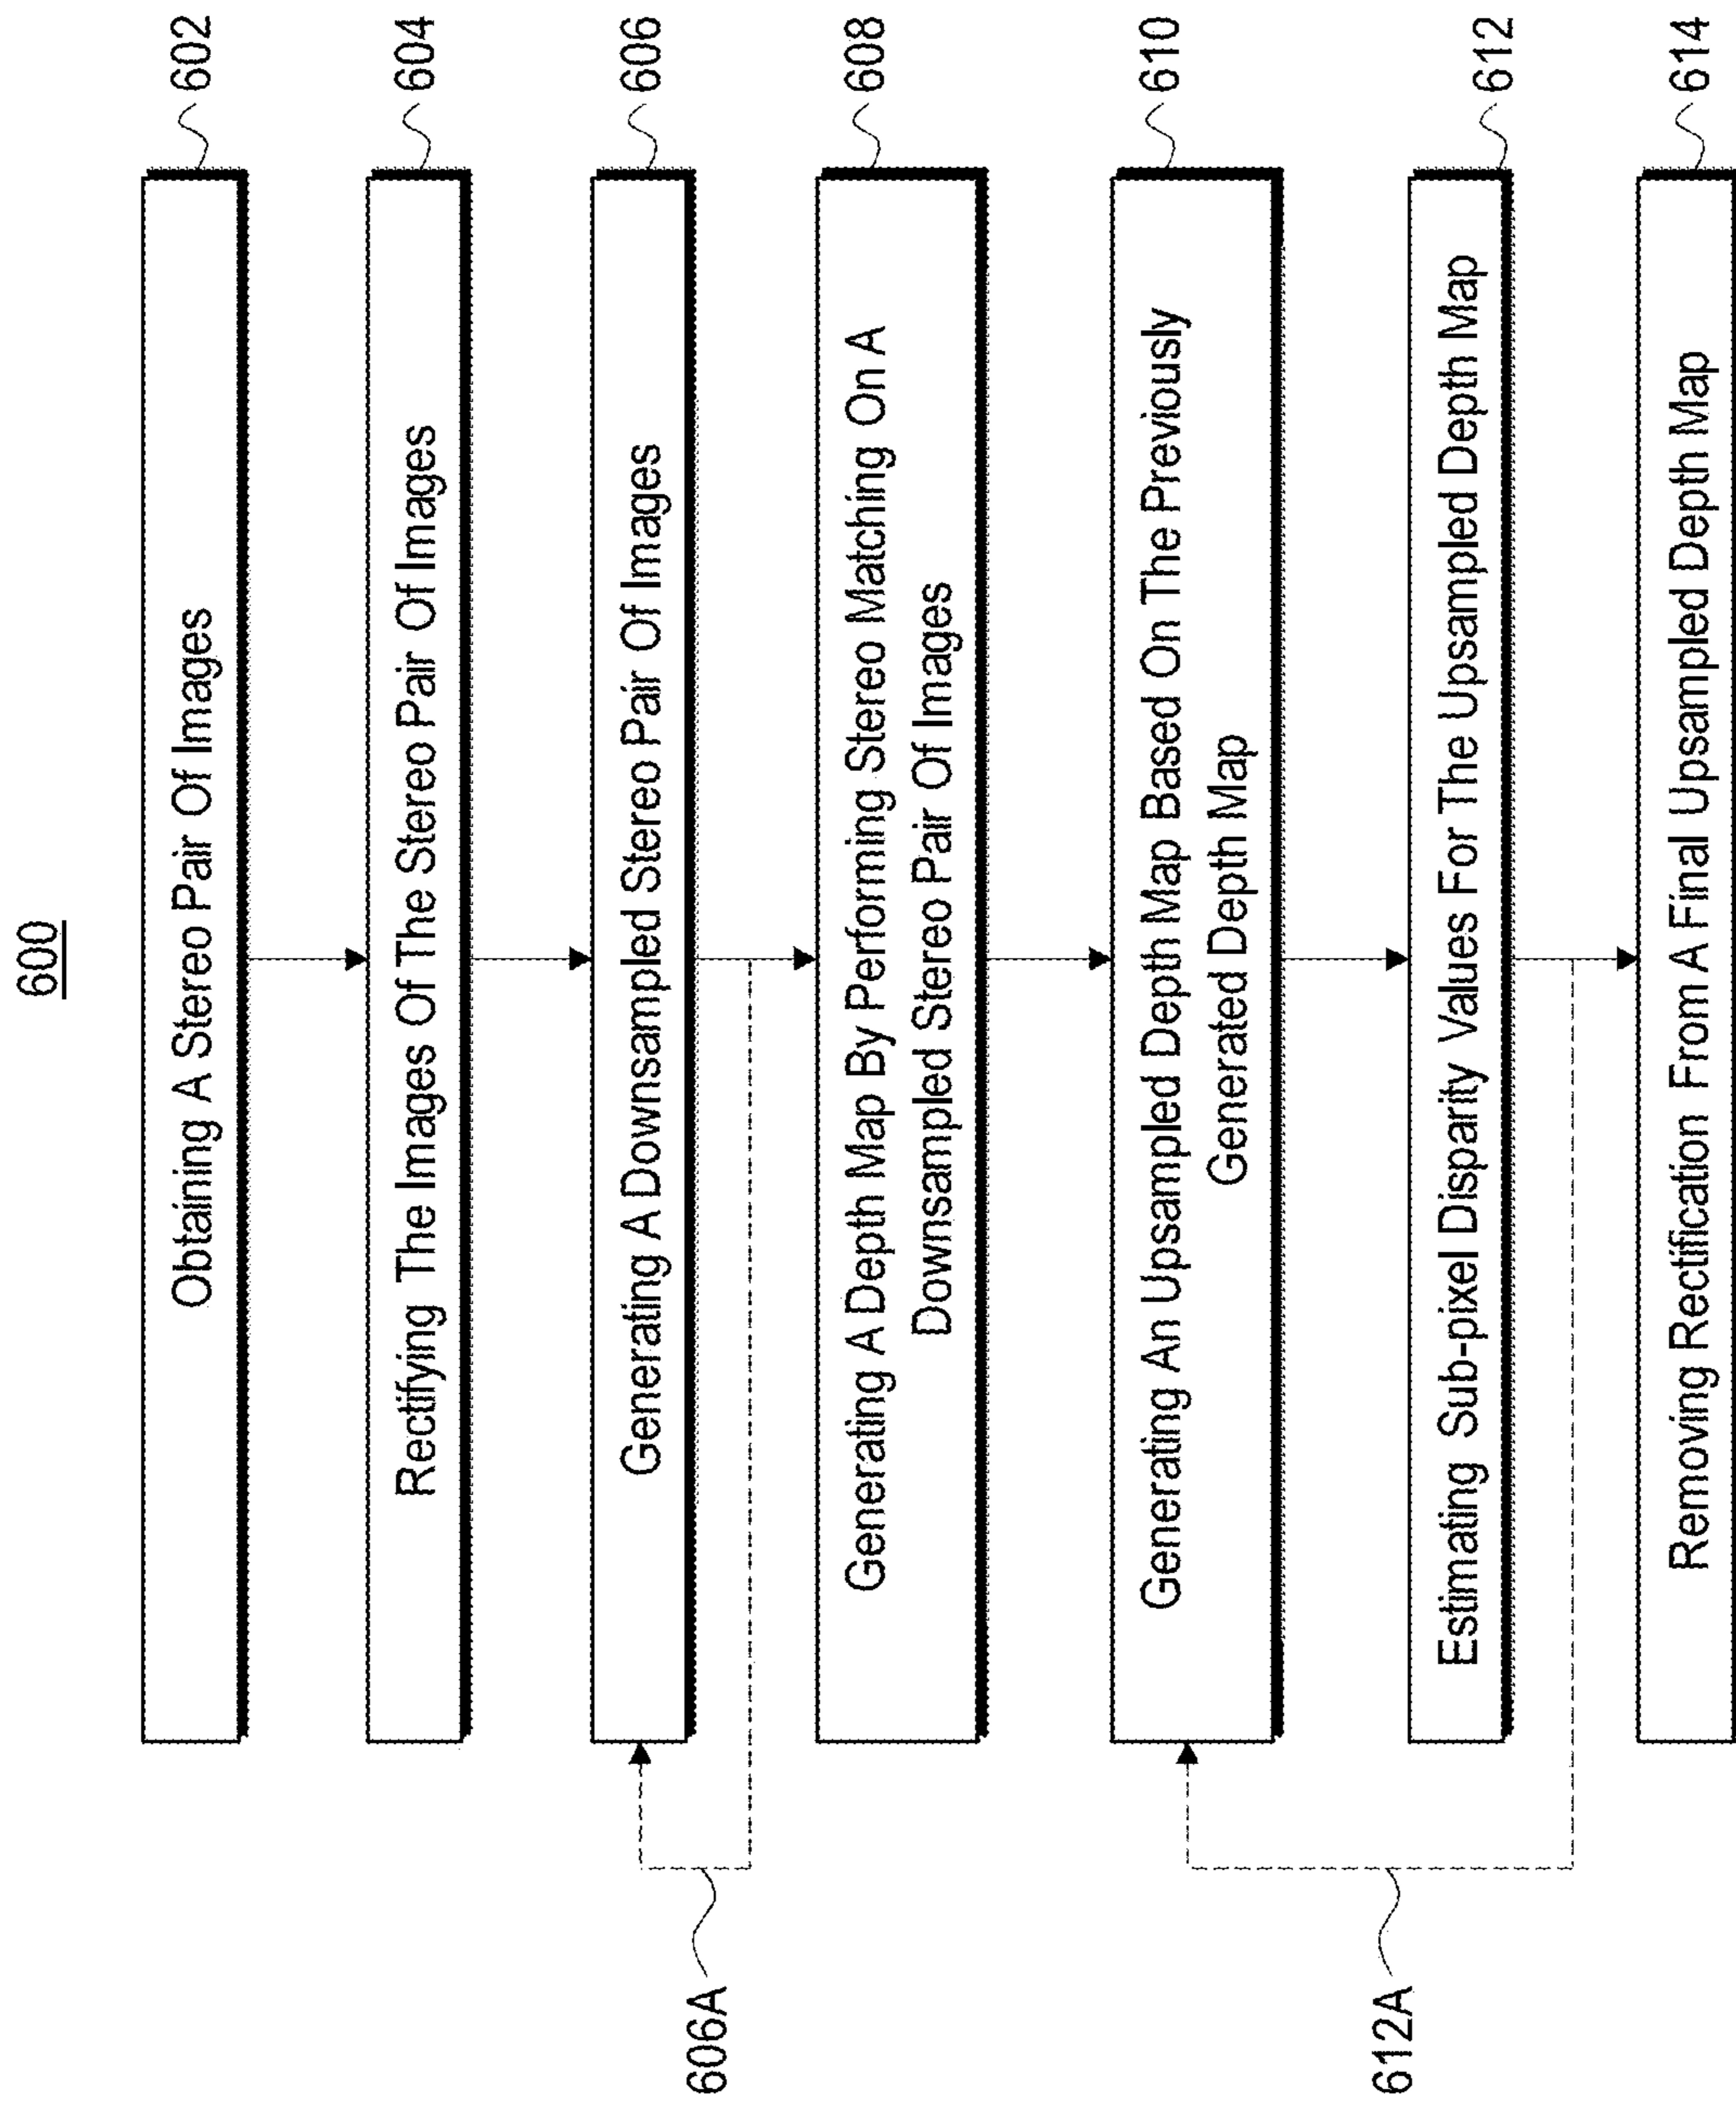 600
Obtaining A Stereo Pair Of Images
602
Rectifying The Images Of The Stereo Pair Of Images
604
Generating A Downsampled Stereo Pair Of Images
606
606A
Generating A Depth Map By Performing Stereo Matching On A
Downsampled Stereo Pair Of Images
608
Generating An Upsampled Depth Map Based On The Previously
Generated Depth Map
610
Estimating Sub-pixel Disparity Values For The Upsampled Depth Map
612
612A
Removing Rectification From A Final Upsampled Depth Map
614